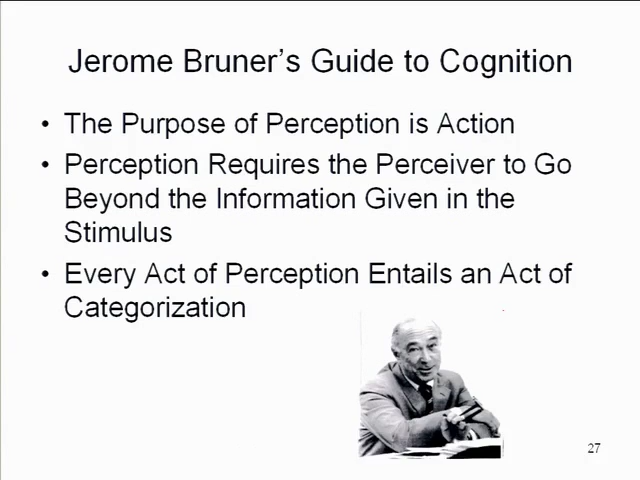 Jerome Bruner's Guide to Cognition
• The Purpose of Perception is Action
• Perception Requires the Perceiver to Go
Beyond the Information Given in the
Stimulus
• Every Act of Perception Entails an Act of
Categorization
27